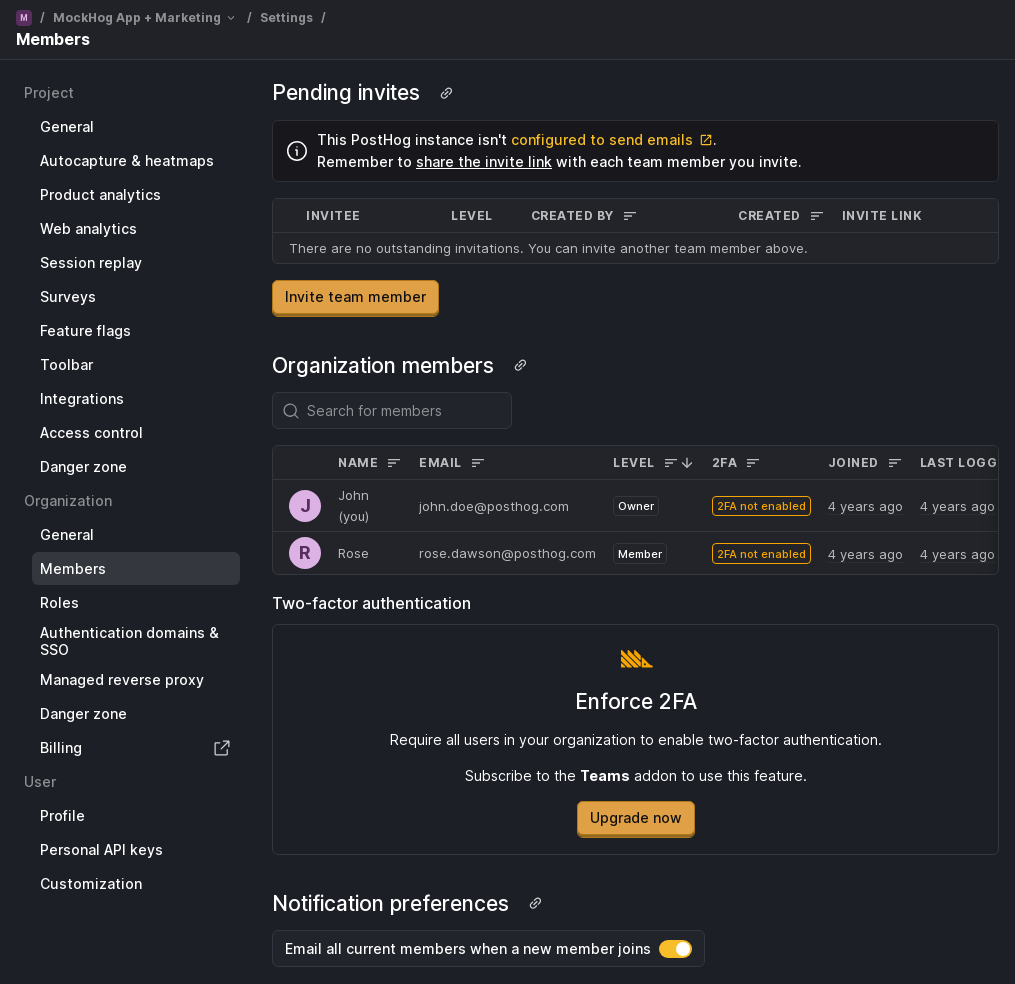 M / MockHog App + Marketing / Settings /
Members
Project
General
Autocapture & heatmaps
Product analytics
Web analytics
Session replay
Surveys
Feature flags
Toolbar
Integrations
Access control
Danger zone
Organization
General
Members
Roles
Authentication domains &
SSO
Managed reverse proxy
Danger zone
Billing
User
Profile
Personal API keys
Customization
Pending invites
This PostHog instance isn't configured to send emails.
Remember to share the invite link with each team member you invite.
INVITEE LEVEL CREATED BY CREATED INVITE LINK
There are no outstanding invitations. You can invite another team member above.
Invite team member
Organization members
Search for members
NAME EMAIL LEVEL 2FA JOINED LAST LOGG
J John
(you) john.doe@posthog.com Owner 2FA not enabled 4 years ago 4 years ago
R Rose rose.dawson@posthog.com Member 2FA not enabled 4 years ago 4 years ago
Two-factor authentication
Enforce 2FA
Require all users in your organization to enable two-factor authentication.
Subscribe to the Teams addon to use this feature.
Upgrade now
Notification preferences
Email all current members when a new member joins